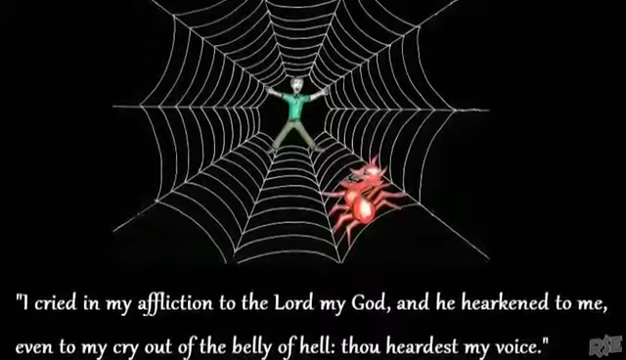 "I cried in my affliction to the Lord my God, and he hearkened to me,
even to my cry out of the belly of hell: thou heardest my voice."